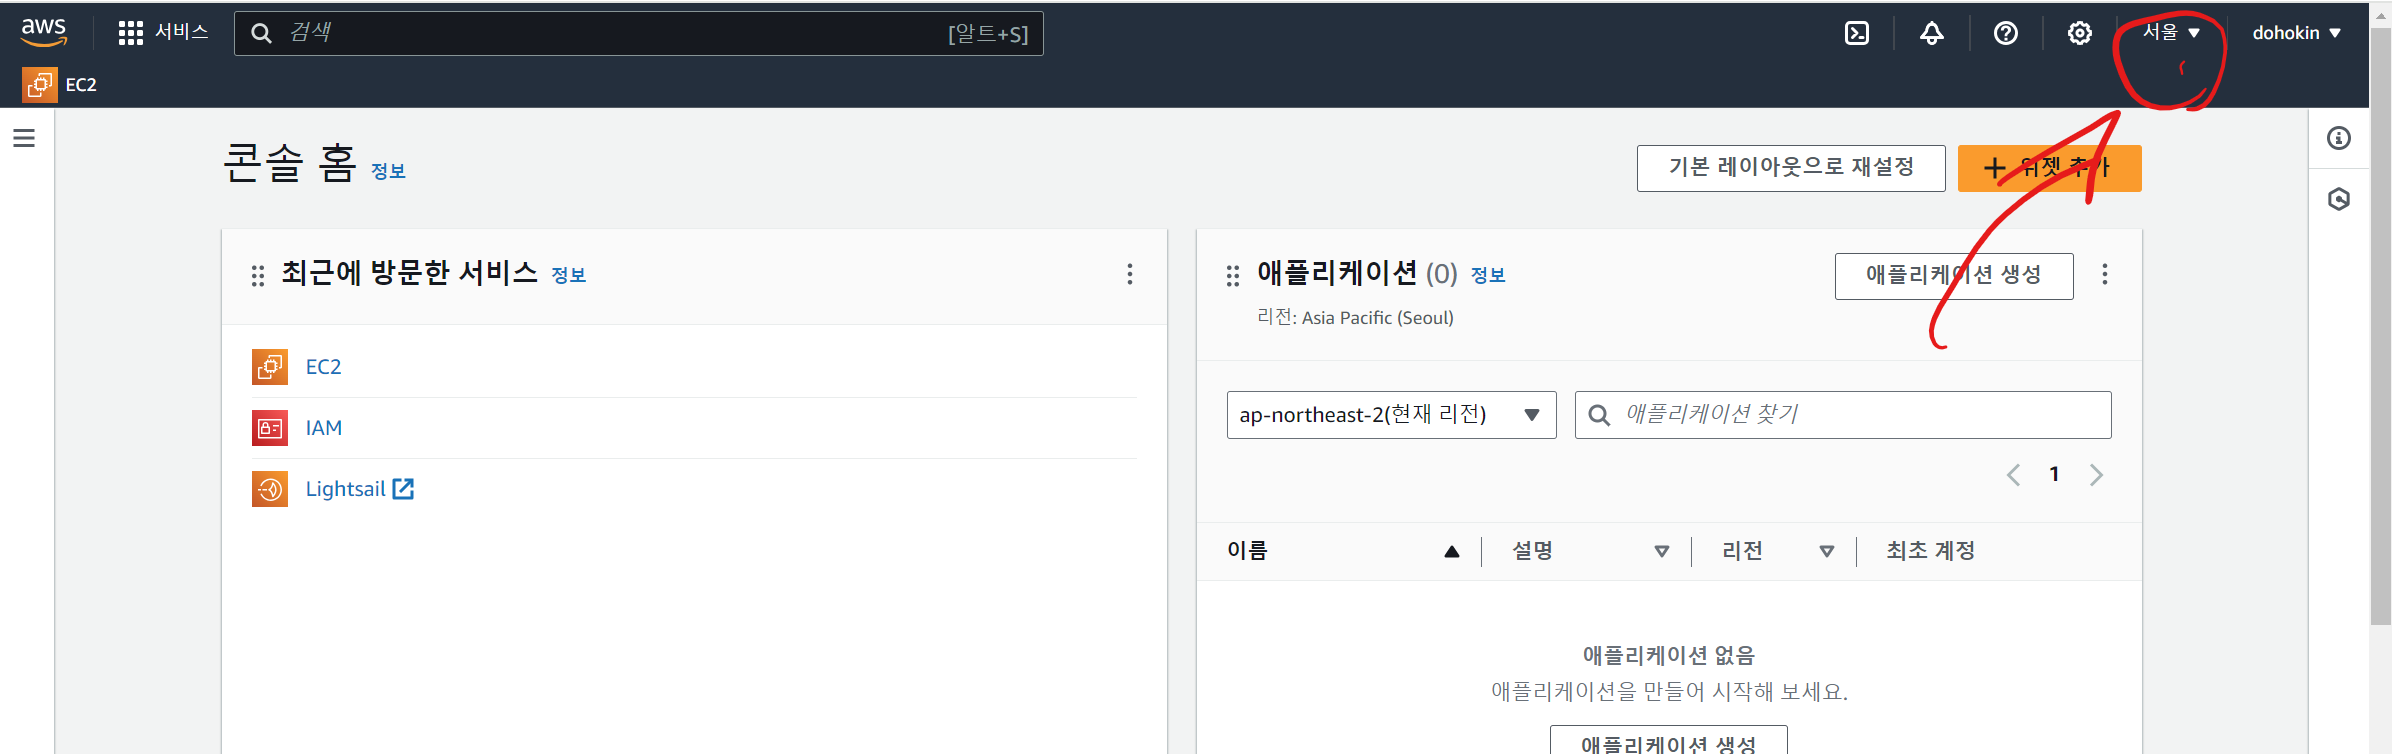 aws 서비스 검색 [알트+S] 서울 dohokin
EC2
콘솔 홈 정보 기본 레이아웃으로 재설정 위젯 추가
최근에 방문한 서비스 정보
EC2
IAM
Lightsail
애플리케이션 (0) 정보 애플리케이션 생성
리전: Asia Pacific (Seoul)
ap-northeast-2(현재 리전) 애플리케이션 찾기
1
이름 설명 리전 최초 계정
애플리케이션 없음
애플리케이션을 만들어 시작해 보세요.
애플리케이션 생성